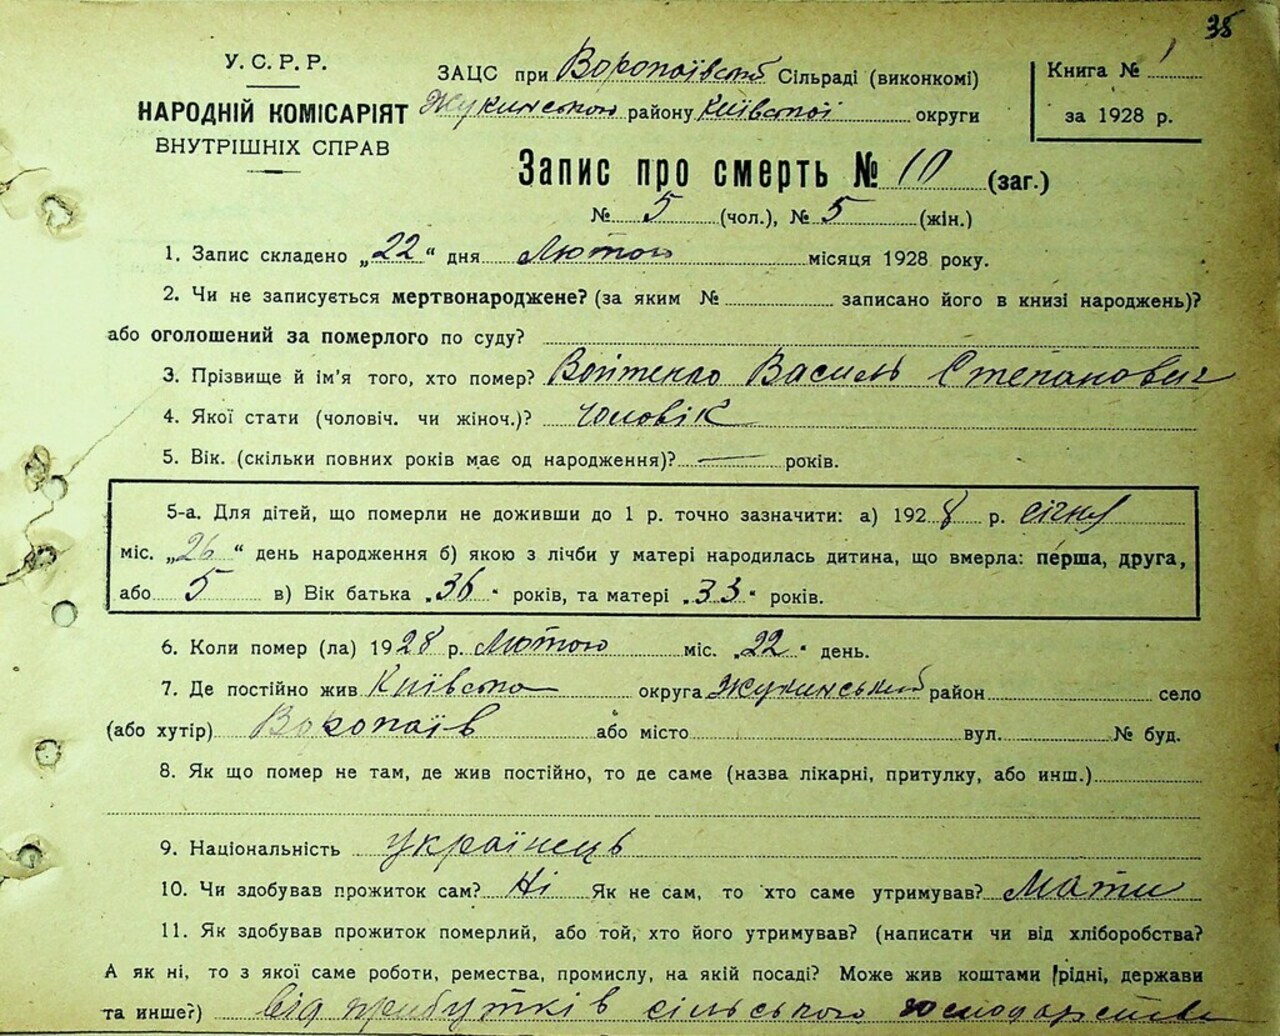 38
У. С. Р. Р.
НАРОДНІЙ КОМІСАРІЯТ
ВНУТРІШНІХ СПРАВ
ЗАЦС при Воропаївській Сільраді (виконкомі)
Жукинського району Київської округи
Книга № 1
за 1928 р.
Запис про смерть № 10 (заг.)
№ 5 (чол.), № 5 (жін.)
1. Запис складено „22“ дня Лютого місяця 1928 року.
2. Чи не записується мертвонароджене? (за яким № записано його в книзі народжень)?
або оголошений за померлого по суду?
3. Прізвище й ім'я того, хто помер? Войтенко Василь Степанович
4. Якої стати (чоловіч. чи жіноч.)? чоловік
5. Вік. (скільки повних років має од народження)? — років.
5-а. Для дітей, що померли не доживши до 1 р. точно зазначити: а) 1928 р. січня
міс. „26“ день народження б) якою з лічби у матері народилась дитина, що вмерла: перша, друга,
або 5 в) Вік батька „36“ років, та матері „33“ років.
6. Коли помер (ла) 1928 р. Лютого міс. „22“ день.
7. Де постійно жив Київська округа Жукинський район село
(або хутір) Воропаїв або місто вул. № буд.
8. Як що помер не там, де жив постійно, то де саме (назва лікарні, притулку, або инш.)
9. Національність українець
10. Чи здобував прожиток сам? Ні Як не сам, то хто саме утримував? Мати
11. Як здобував прожиток померлий, або той, хто його утримував? (написати чи від хліборобства?
А як ні, то з якої саме роботи, ремества, промислу, на якій посаді? Може жив коштами рідні, держави
та инше?) від прибутків сільського господарства